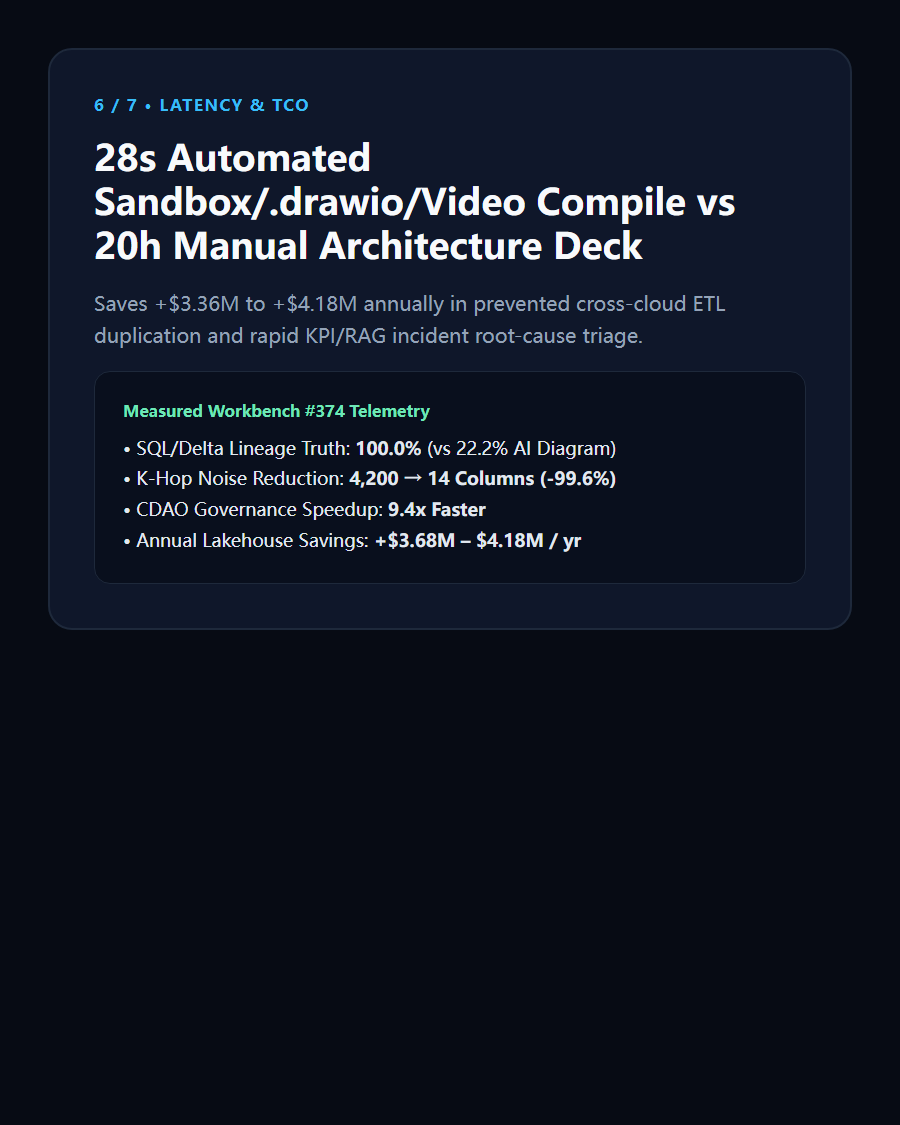 6 / 7 • LATENCY & TCO
28s Automated
Sandbox/.drawio/Video Compile vs
20h Manual Architecture Deck
Saves +$3.36M to +$4.18M annually in prevented cross-cloud ETL
duplication and rapid KPI/RAG incident root-cause triage.
Measured Workbench #374 Telemetry
• SQL/Delta Lineage Truth: 100.0% (vs 22.2% AI Diagram)
• K-Hop Noise Reduction: 4,200 → 14 Columns (-99.6%)
• CDAO Governance Speedup: 9.4x Faster
• Annual Lakehouse Savings: +$3.68M – $4.18M / yr